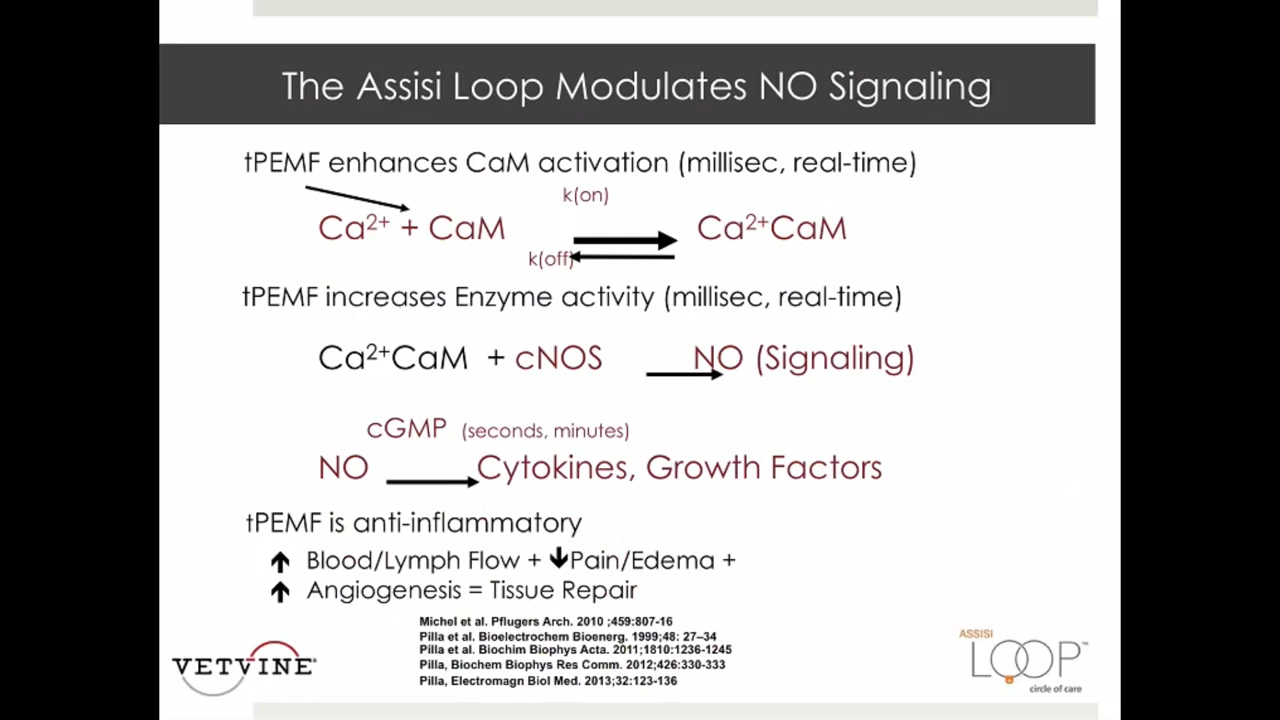 The Assisi Loop Modulates NO Signaling
tPEMF enhances CaM activation (millisec, real-time)
k(on)
Ca2+ + CaM Ca2+CaM
k(off)
tPEMF increases Enzyme activity (millisec, real-time)
Ca2+CaM + cNOS NO (Signaling)
cGMP (seconds, minutes)
NO Cytokines, Growth Factors
tPEMF is anti-inflammatory
Blood/Lymph Flow + Pain/Edema +
Angiogenesis = Tissue Repair
Michel et al. Pflugers Arch. 2010 ;459:807-16
Pilla et al. Bioelectrochem Bioenerg. 1999;48: 27–34
Pilla et al. Biochim Biophys Acta. 2011;1810:1236-1245
Pilla, Biochem Biophys Res Comm. 2012;426:330-333
Pilla, Electromagn Biol Med. 2013;32:123-136
VETVINE®
ASSISI
LOOP™
circle of care